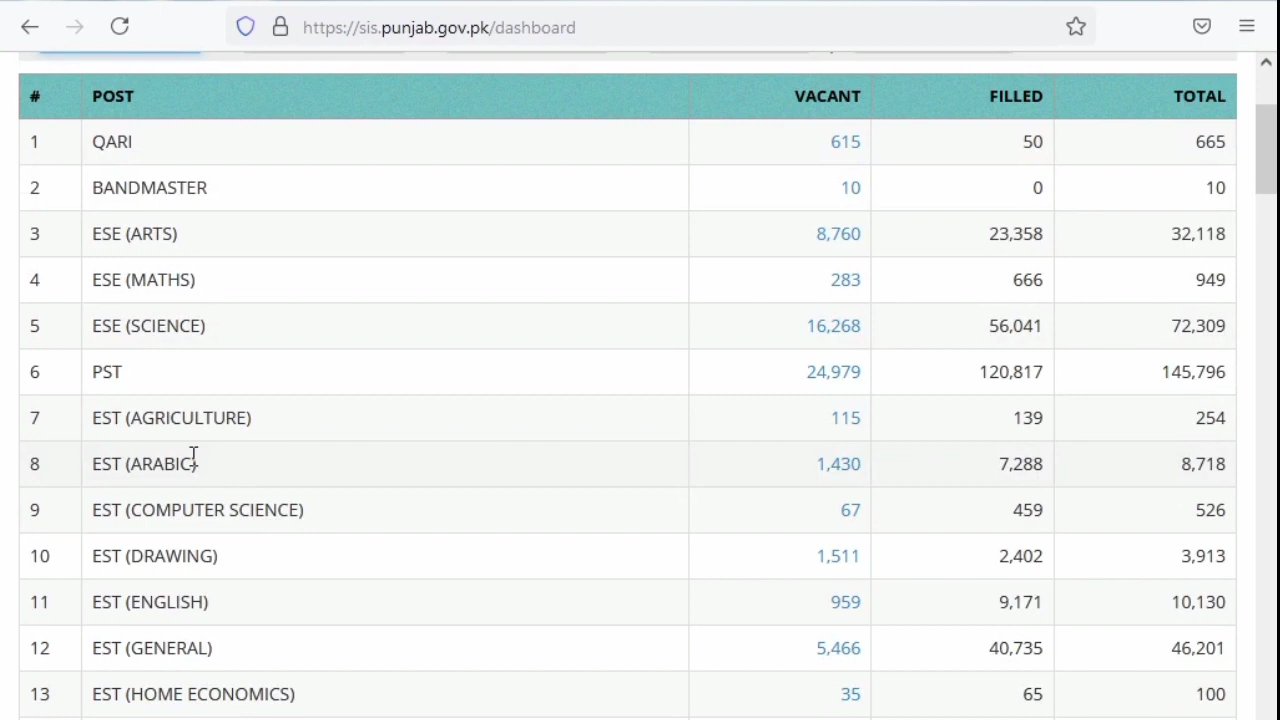 https://sis.punjab.gov.pk/dashboard
# POST VACANT FILLED TOTAL
1 QARI 615 50 665
2 BANDMASTER 10 0 10
3 ESE (ARTS) 8,760 23,358 32,118
4 ESE (MATHS) 283 666 949
5 ESE (SCIENCE) 16,268 56,041 72,309
6 PST 24,979 120,817 145,796
7 EST (AGRICULTURE) 115 139 254
8 EST (ARABIC) 1,430 7,288 8,718
9 EST (COMPUTER SCIENCE) 67 459 526
10 EST (DRAWING) 1,511 2,402 3,913
11 EST (ENGLISH) 959 9,171 10,130
12 EST (GENERAL) 5,466 40,735 46,201
13 EST (HOME ECONOMICS) 35 65 100